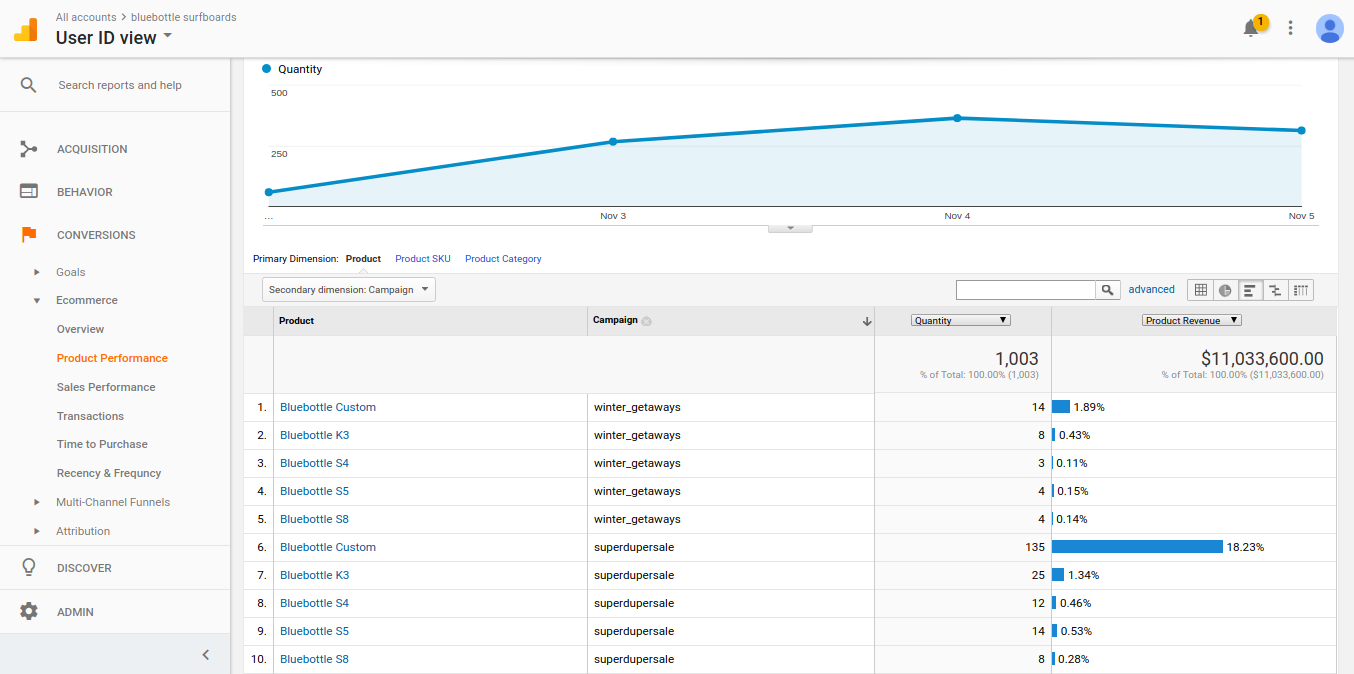 All accounts > bluebottle surfboards
User ID view
1
Search reports and help
ACQUISITION
BEHAVIOR
CONVERSIONS
Goals
Ecommerce
Overview
Product Performance
Sales Performance
Transactions
Time to Purchase
Recency & Frequncy
Multi-Channel Funnels
Attribution
DISCOVER
ADMIN
Quantity
500
250
... Nov 3 Nov 4 Nov 5
Primary Dimension: Product Product SKU Product Category
Secondary dimension: Campaign advanced
Product Campaign Quantity Product Revenue
1,003 $11,033,600.00
% of Total: 100.00% (1,003) % of Total: 100.00% ($11,033,600.00)
1. Bluebottle Custom winter_getaways 14 1.89%
2. Bluebottle K3 winter_getaways 8 0.43%
3. Bluebottle S4 winter_getaways 3 0.11%
4. Bluebottle S5 winter_getaways 4 0.15%
5. Bluebottle S8 winter_getaways 4 0.14%
6. Bluebottle Custom superdupersale 135 18.23%
7. Bluebottle K3 superdupersale 25 1.34%
8. Bluebottle S4 superdupersale 12 0.46%
9. Bluebottle S5 superdupersale 14 0.53%
10. Bluebottle S8 superdupersale 8 0.28%